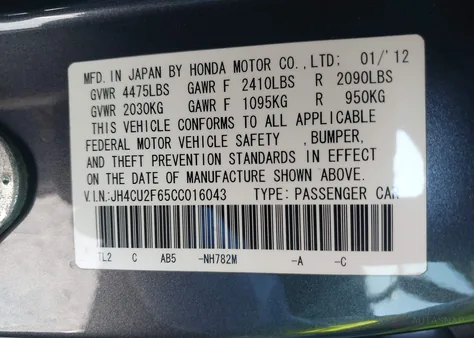 MFD. IN JAPAN BY HONDA MOTOR CO.,LTD: 01/'12
GVWR 4475LBS GAWR F 2410LBS R 2090LBS
GVWR 2030KG F 1095KG R 950KG
THIS VEHICLE CONFORMS TO ALL APPLICABLE
FEDERAL MOTOR VEHICLE SAFETY ,BUMPER,
AND THEFT PREVENTION STANDARDS IN EFFECT
ON THE DATE OF MANUFACTURE SHOWN ABOVE.
V.I.N:JH4CU2F65CC016043 TYPE: PASSENGER CAR
TL2 C AB5 -NH782M -A -C